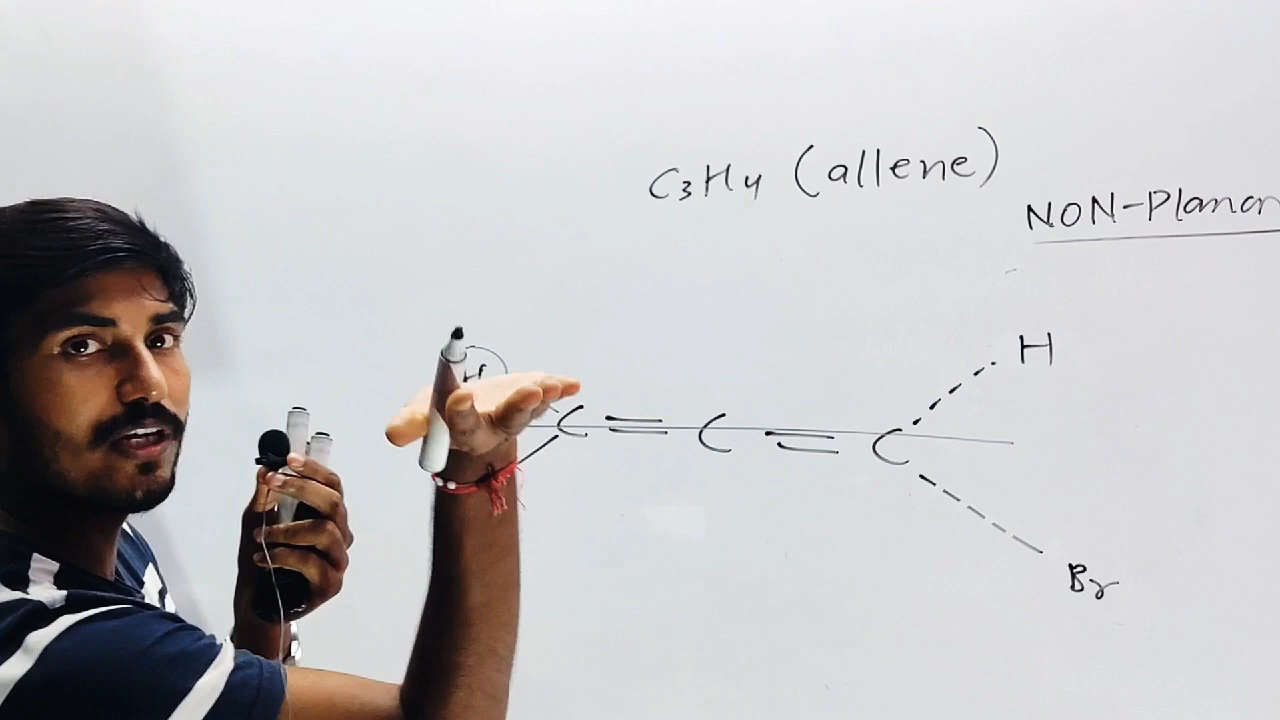 C3H4 (allene)
NON-Planar
H
H
C = C = C
Br